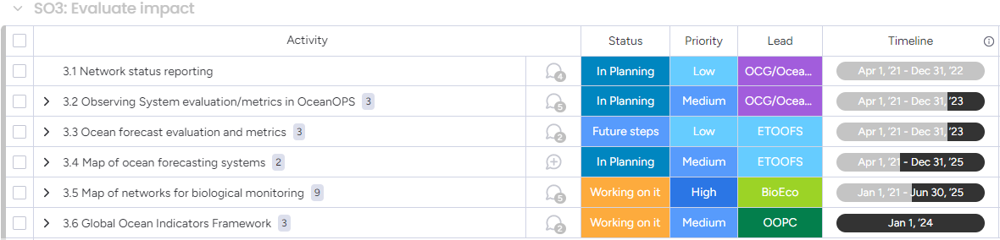 SO3: Evaluate impact
Activity Status Priority Lead Timeline
3.1 Network status reporting 4 In Planning Low OCG/Ocea... Apr 1, '21 - Dec 31, '22
3.2 Observing System evaluation/metrics in OceanOPS 3 5 In Planning Medium OCG/Ocea... Apr 1, '21 - Dec 31, '23
3.3 Ocean forecast evaluation and metrics 3 2 Future steps Low ETOOFS Apr 1, '21 - Dec 31, '23
3.4 Map of ocean forecasting systems 2 In Planning Medium ETOOFS Apr 1, '21 - Dec 31, '25
3.5 Map of networks for biological monitoring 9 5 Working on it High BioEco Jan 1, '21 - Jun 30, '25
3.6 Global Ocean Indicators Framework 3 2 Working on it Medium OOPC Jan 1, '24